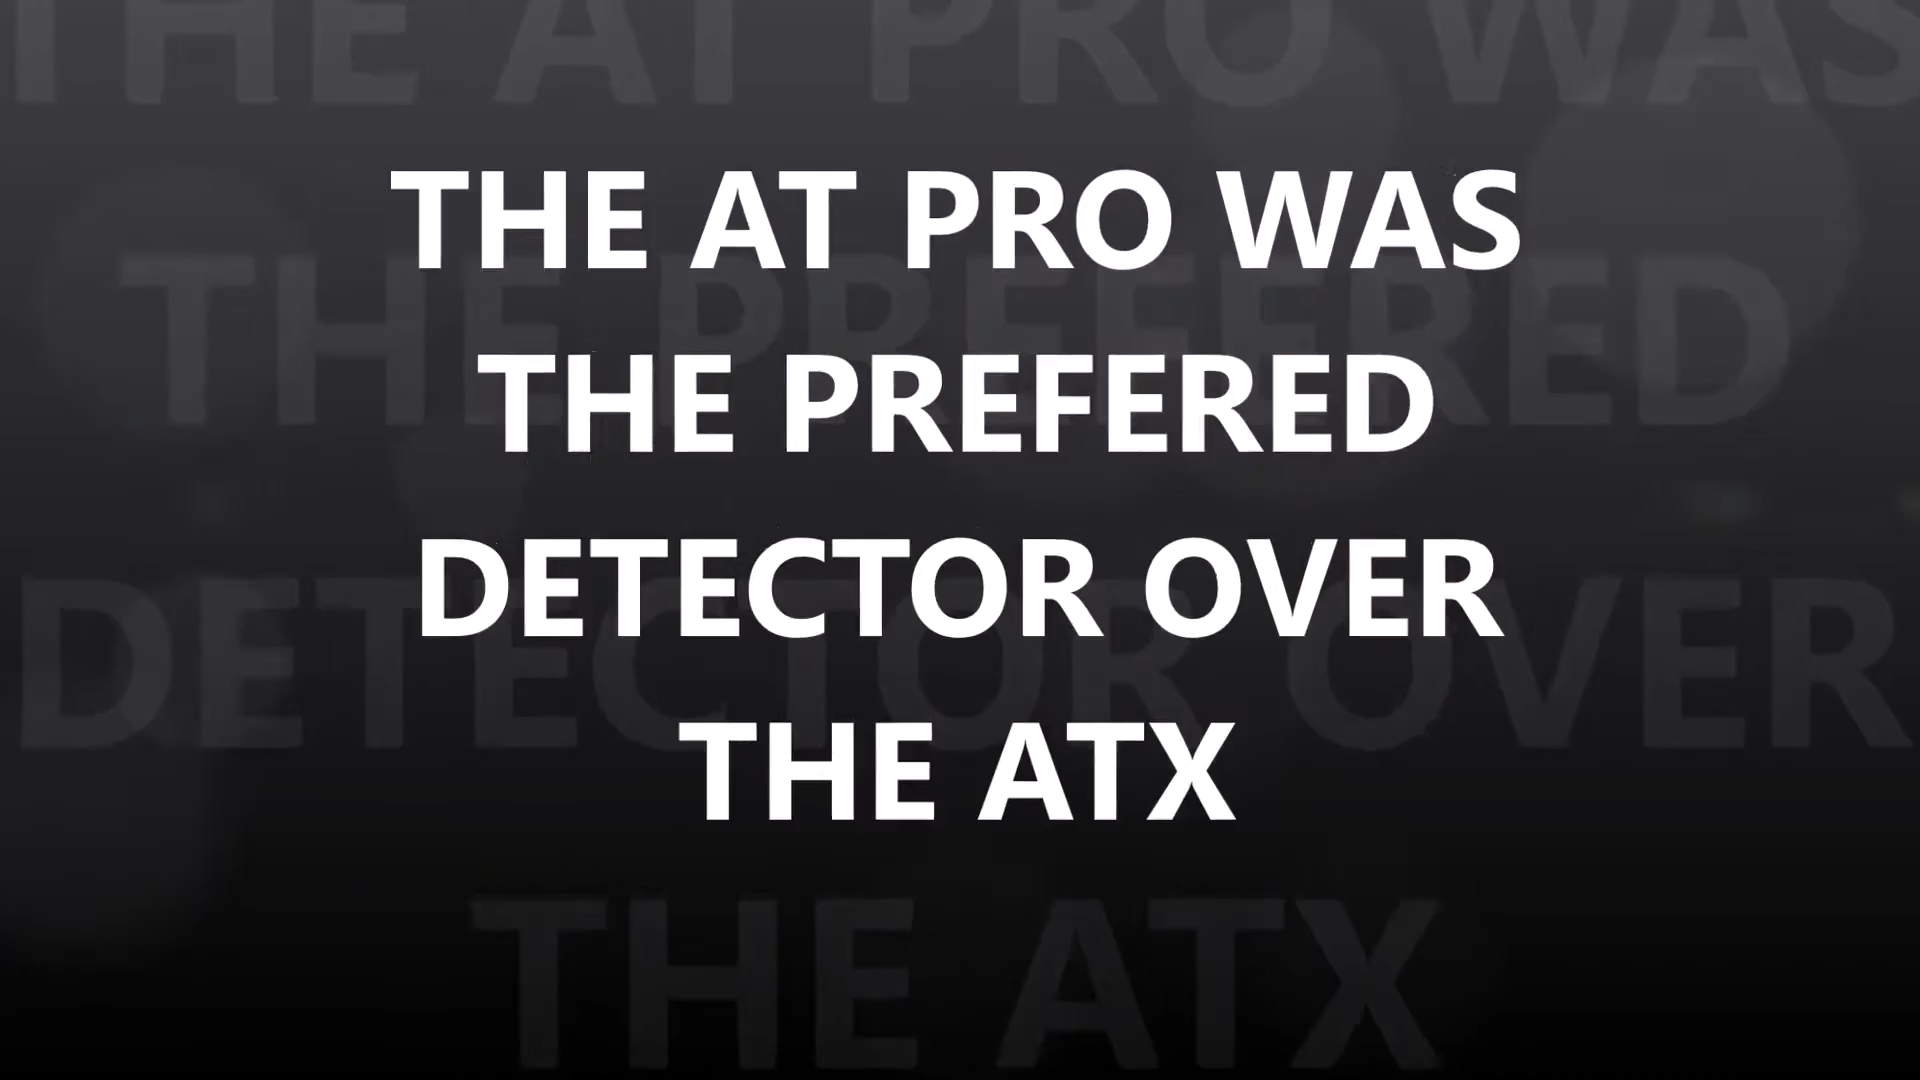 THE AT PRO WAS
THE PREFERED
DETECTOR OVER
THE ATX